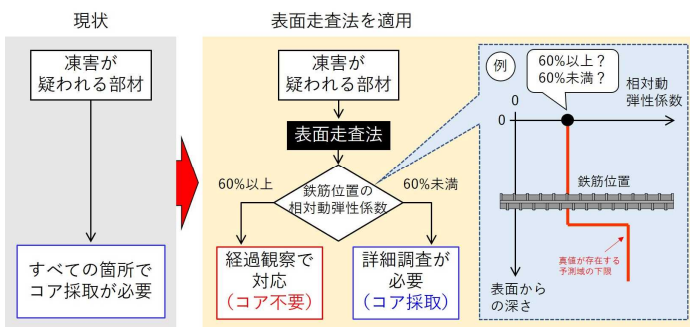 現状
凍害が
疑われる部材
すべての箇所で
コア採取が必要
表面走査法を適用
凍害が
疑われる部材
表面走査法
60%以上
60%未満
鉄筋位置の
相対動弾性係数
経過観察で
対応
（コア不要）
詳細調査が
必要
（コア採取）
例
60%以上？
60%未満？
相対動
弾性係数
0
0
鉄筋位置
真値が存在する
予測域の下限
表面から
の深さ